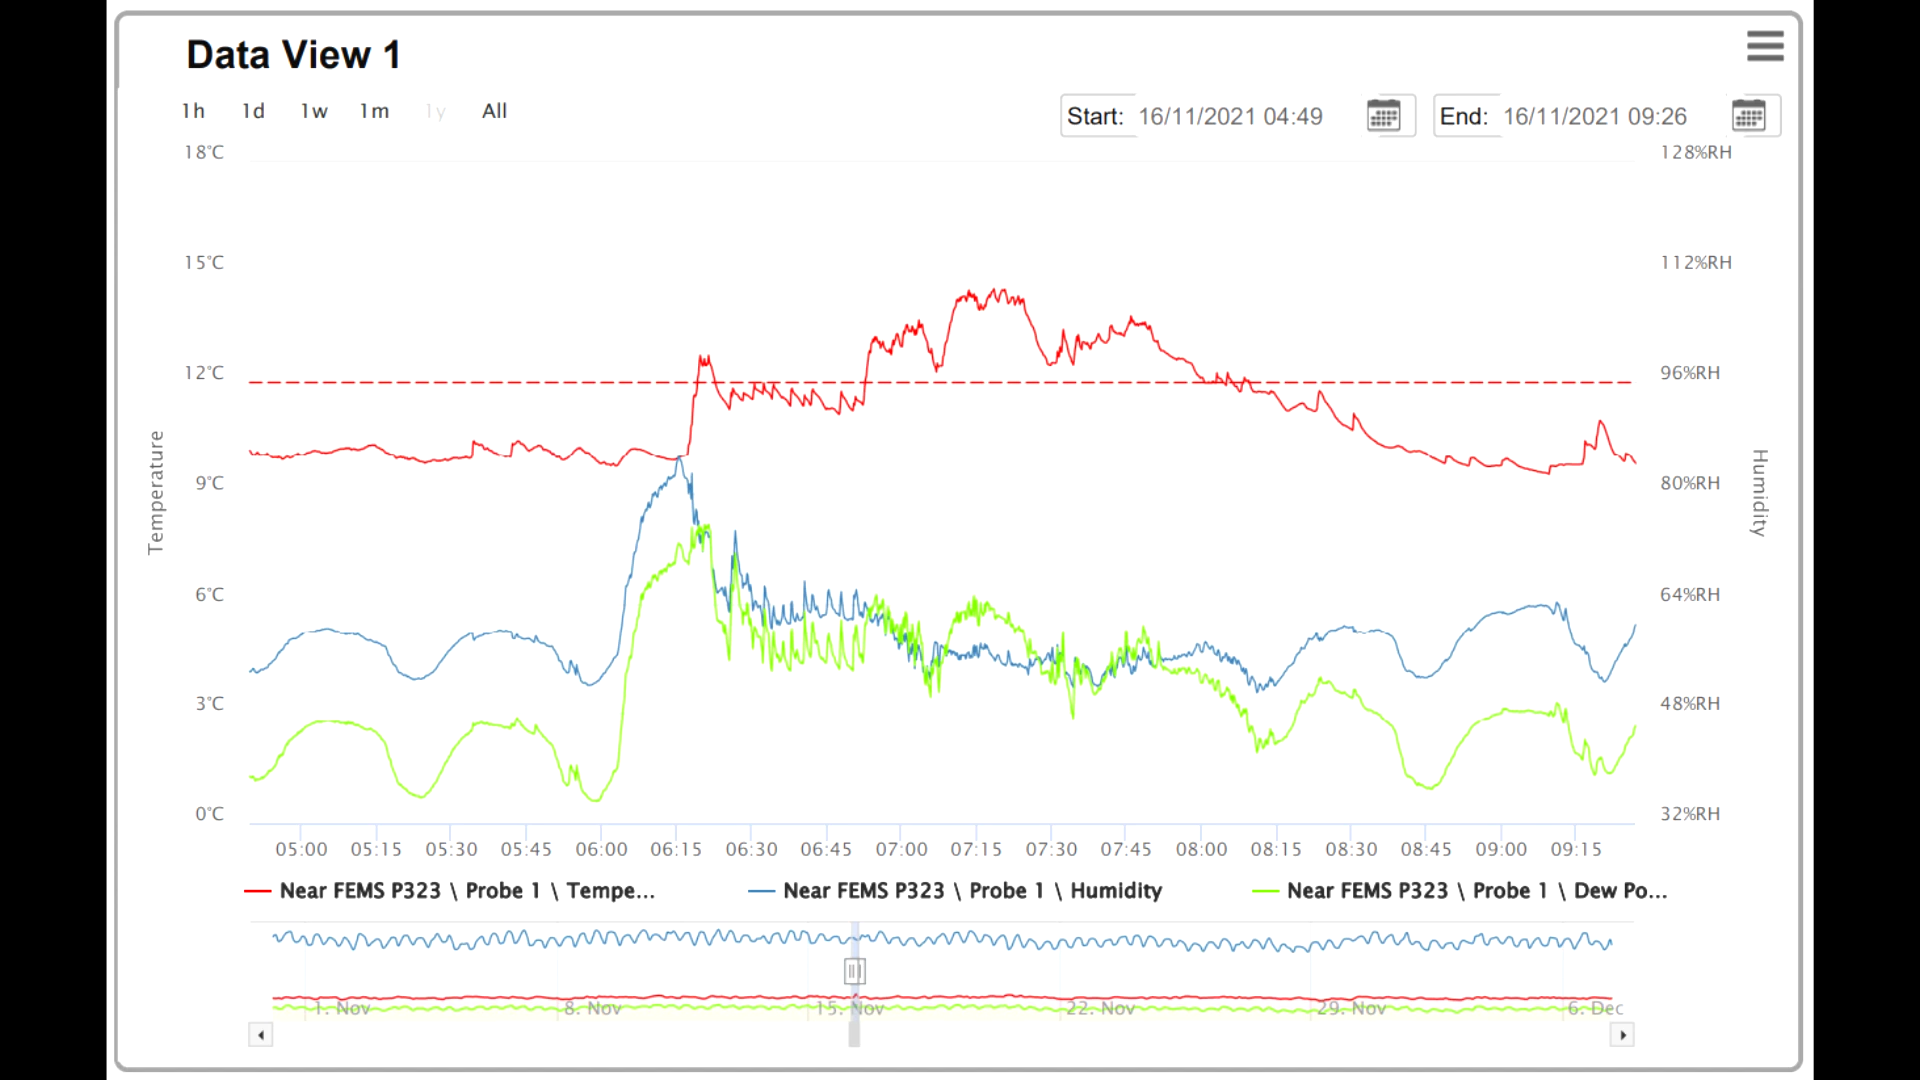 Data View 1
1h 1d 1w 1m 1y All
Start: 16/11/2021 04:49 End: 16/11/2021 09:26
18°C 128%RH
15°C 112%RH
12°C 96%RH
9°C 80%RH
6°C 64%RH
3°C 48%RH
0°C 32%RH
Temperature
Humidity
05:00 05:15 05:30 05:45 06:00 06:15 06:30 06:45 07:00 07:15 07:30 07:45 08:00 08:15 08:30 08:45 09:00 09:15
Near FEMS P323 \ Probe 1 \ Tempe... Near FEMS P323 \ Probe 1 \ Humidity Near FEMS P323 \ Probe 1 \ Dew Po...
1. Nov 8. Nov 15. Nov 22. Nov 29. Nov 6. Dec